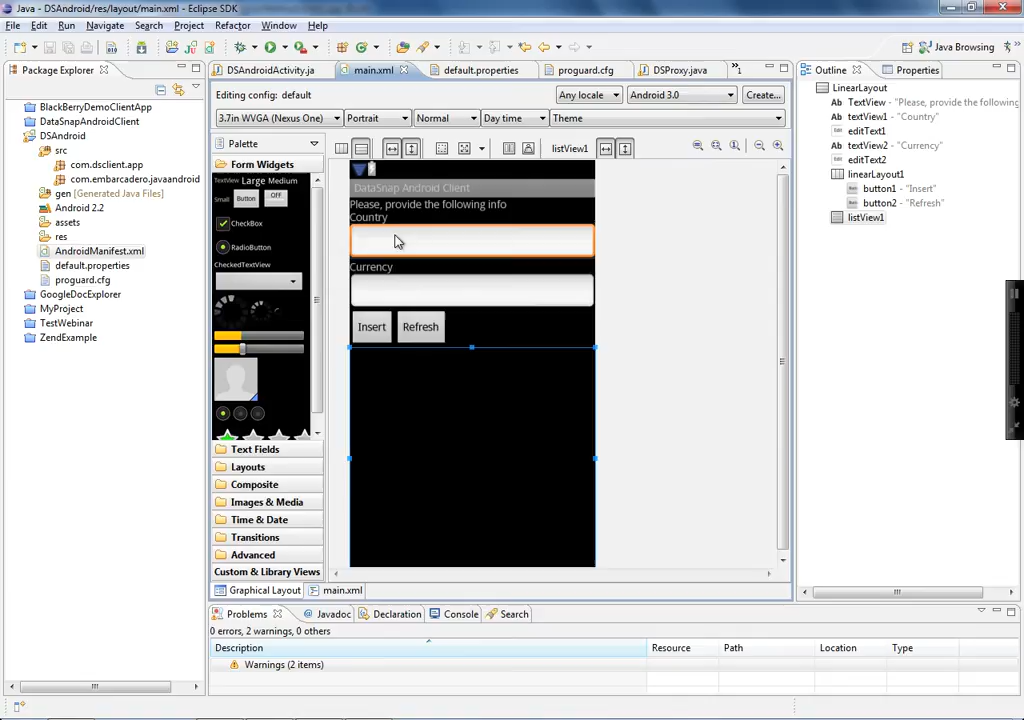 Java - DSAndroid/res/layout/main.xml - Eclipse SDK
File Edit Run Navigate Search Project Refactor Window Help
Java Browsing
Package Explorer
BlackBerryDemoClientApp
DataSnapAndroidClient
DSAndroid
src
com.dsclient.app
com.embarcadero.javaandroid
gen [Generated Java Files]
Android 2.2
assets
res
AndroidManifest.xml
default.properties
proguard.cfg
GoogleDocExplorer
MyProject
TestWebinar
ZendExample
DSAndroidActivity.ja main.xml default.properties proguard.cfg DSProxy.java »1
Editing config: default Any locale Android 3.0 Create...
3.7in WVGA (Nexus One) Portrait Normal Day time Theme
Palette
listView1
Form Widgets
TextView Large Medium
Small Button OFF
CheckBox
RadioButton
CheckedTextView
Text Fields
Layouts
Composite
Images & Media
Time & Date
Transitions
Advanced
Custom & Library Views
DataSnap Android Client
Please, provide the following info
Country
Currency
Insert Refresh
Graphical Layout main.xml
Outline Properties
LinearLayout
TextView - "Please, provide the following
textView1 - "Country"
editText1
textView2 - "Currency"
editText2
linearLayout1
button1 - "Insert"
button2 - "Refresh"
listView1
Problems Javadoc Declaration Console Search
0 errors, 2 warnings, 0 others
Description Resource Path Location Type
Warnings (2 items)